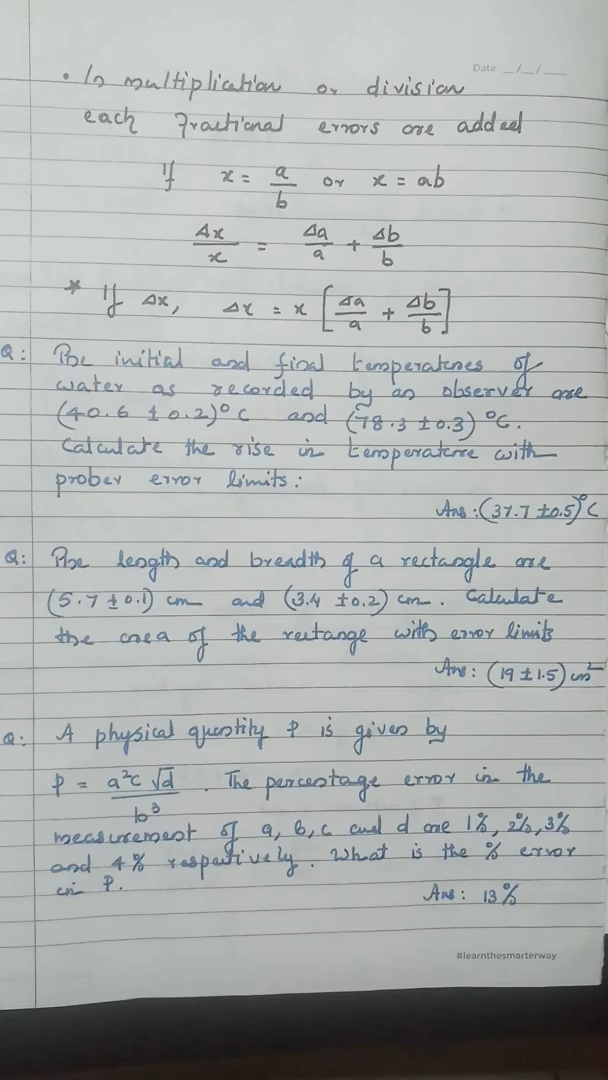 Date _/_/_
• In multiplication or division
each fractional errors are added
If x = a/b or x = ab
Δx/x = Δa/a + Δb/b
* If Δx, Δx = x [Δa/a + Δb/b]
Q: The initial and final temperatures of
water as recorded by an observer are
(40.6 ± 0.2)°C and (78.3 ± 0.3) °C.
Calculate the rise in temperature with
prober error limits:
Ans: (37.7 ± 0.5)°C
Q: The length and breadth of a rectangle are
(5.7 ± 0.1) cm and (3.4 ± 0.2) cm. Calculate
the area of the rectange with error limits
Ans: (19 ± 1.5) cm²
Q: A physical quantity P is given by
P = a²c √d / b³ . The percentage error in the
measurement of a, b, c and d are 1%, 2%, 3%
and 4% respectively. What is the % error
in P.
Ans: 13%
#learnthesmarterway